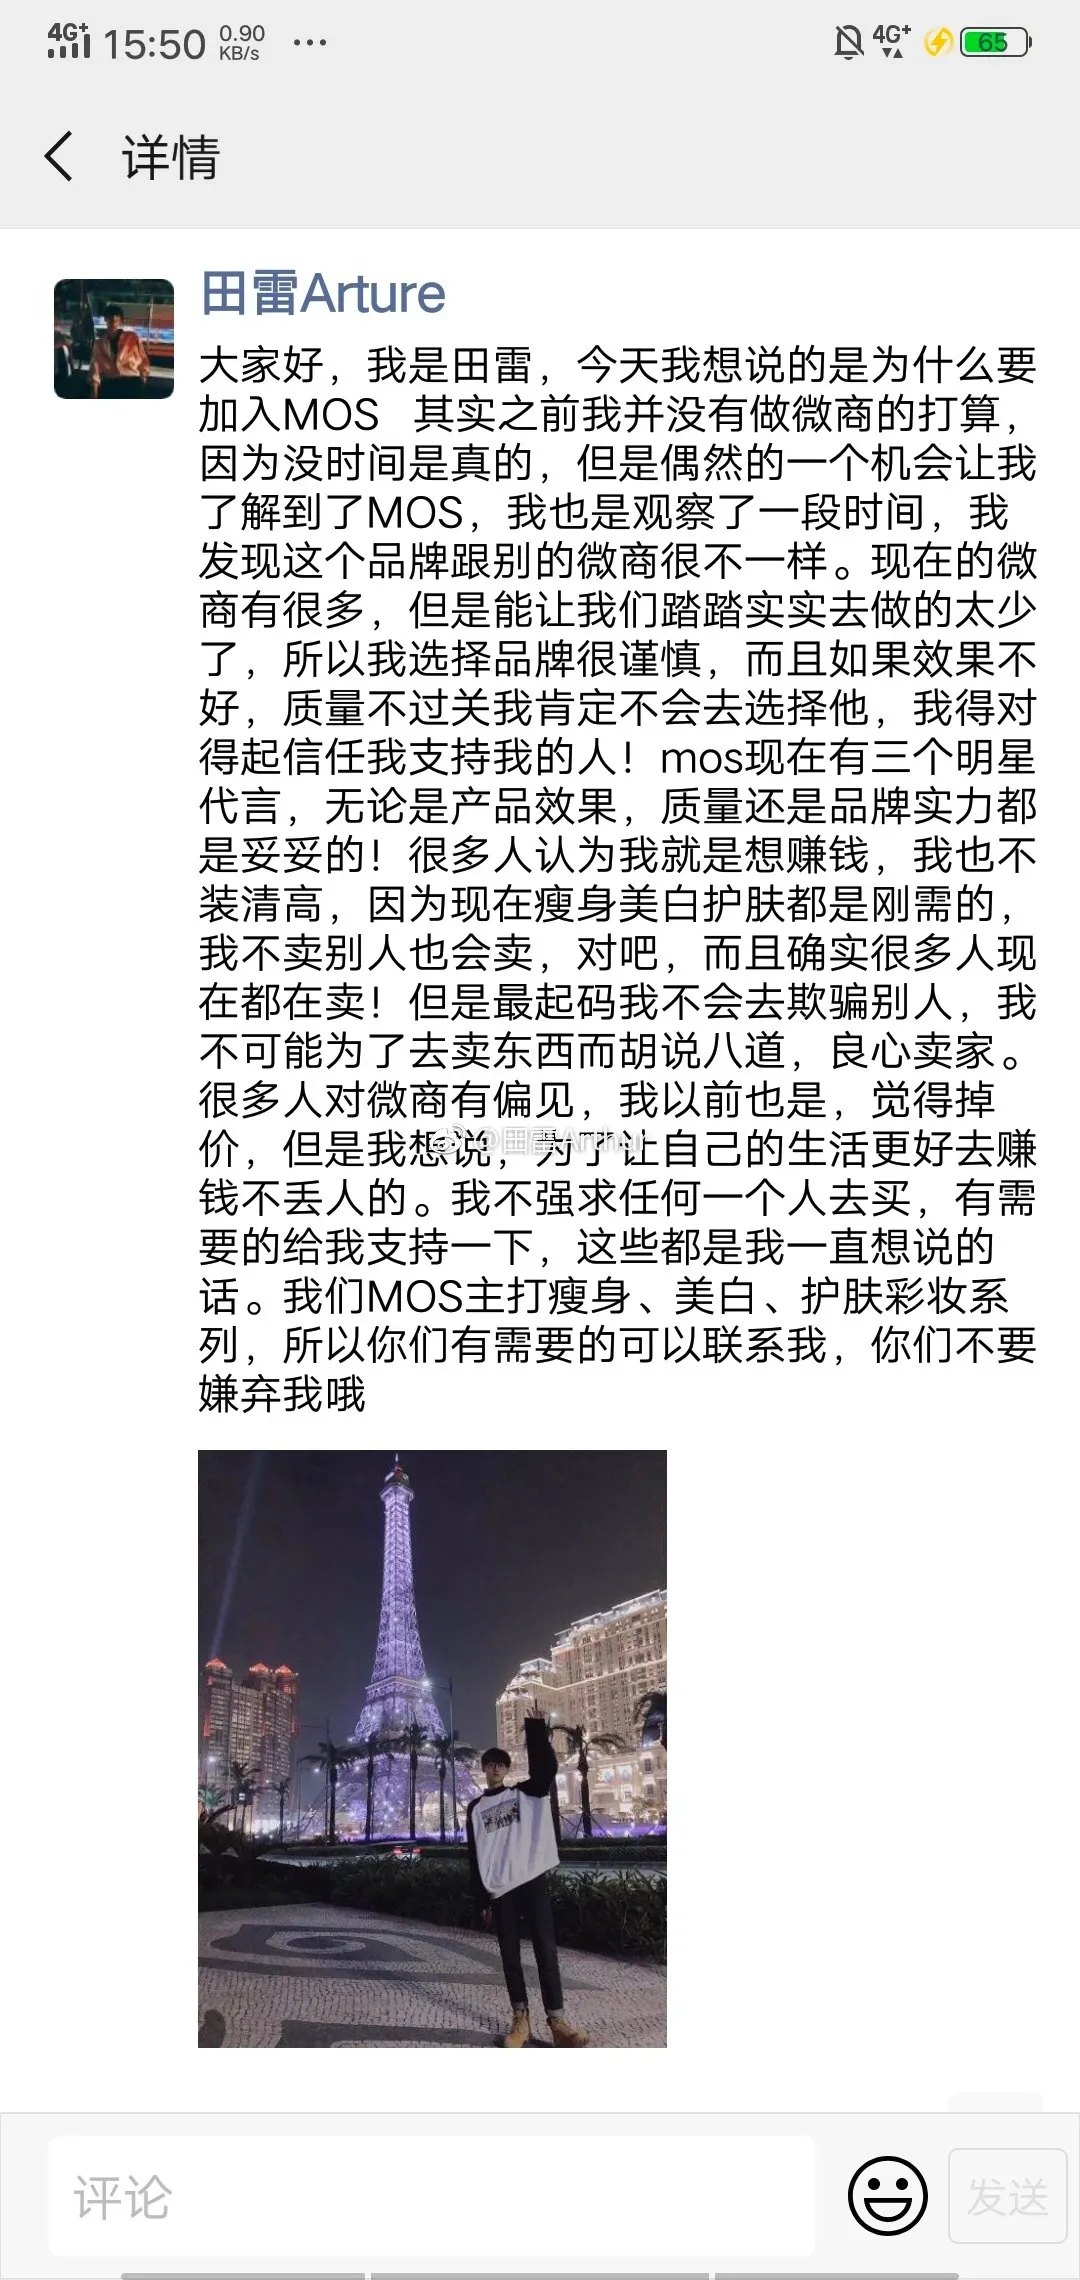 4G+ 15:50 0.90 KB/s ... 4G+ 65
详情
田雷Arture
大家好，我是田雷，今天我想说的是为什么要
加入MOS 其实之前我并没有做微商的打算，
因为没时间是真的，但是偶然的一个机会让我
了解到了MOS，我也是观察了一段时间，我
发现这个品牌跟别的微商很不一样。现在的微
商有很多，但是能让我们踏踏实实去做的太少
了，所以我选择品牌很谨慎，而且如果效果不
好，质量不过关我肯定不会去选择他，我得对
得起信任我支持我的人！mos现在有三个明星
代言，无论是产品效果，质量还是品牌实力都
是妥妥的！很多人认为我就是想赚钱，我也不
装清高，因为现在瘦身美白护肤都是刚需的，
我不卖别人也会卖，对吧，而且确实很多人现
在都在卖！但是最起码我不会去欺骗别人，我
不可能为了去卖东西而胡说八道，良心卖家。
很多人对微商有偏见，我以前也是，觉得掉
价，但是我想说，为了让自己的生活更好去赚
@田雷Arthur
钱不丢人的。我不强求任何一个人去买，有需
要的给我支持一下，这些都是我一直想说的
话。我们MOS主打瘦身、美白、护肤彩妆系
列，所以你们有需要的可以联系我，你们不要
嫌弃我哦
评论
发送